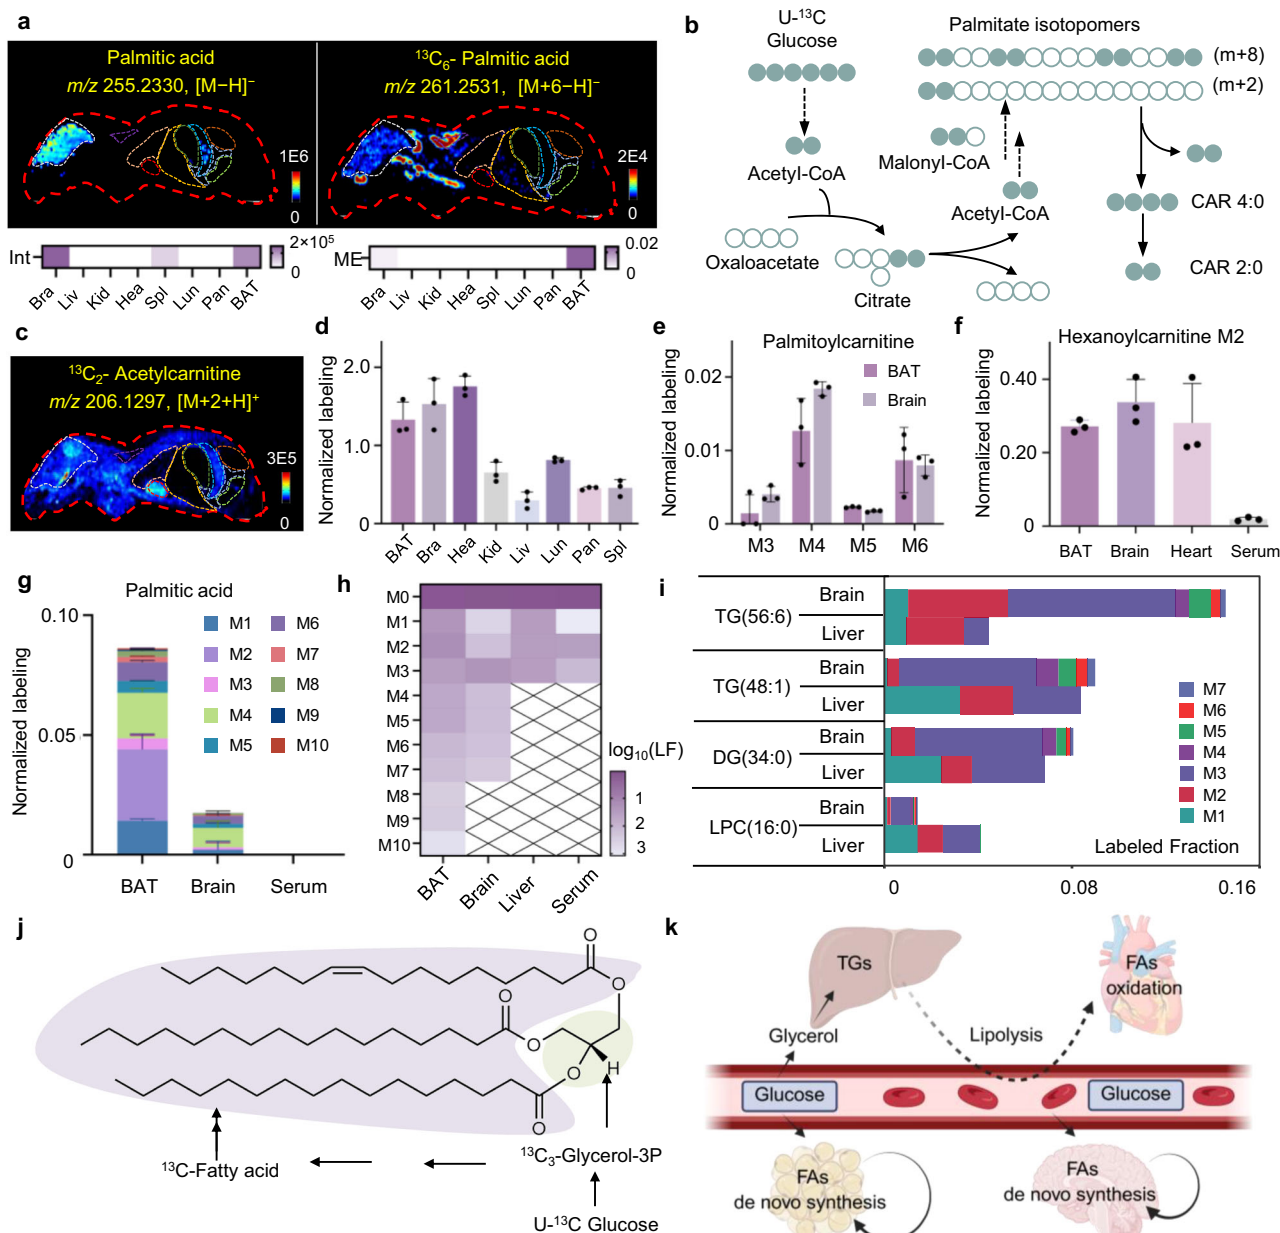 a
Palmitic acid
m/z 255.2330, [M−H]⁻
1E6
0
¹³C₆- Palmitic acid
m/z 261.2531, [M+6−H]⁻
2E4
0
Int
2×10⁵
0
Bra Liv Kid Hea Spl Lun Pan BAT
ME
0.02
0
Bra Liv Kid Hea Spl Lun Pan BAT
b
U-¹³C
Glucose
Acetyl-CoA
Oxaloacetate
Citrate
Palmitate isotopomers
(m+8)
(m+2)
Malonyl-CoA
Acetyl-CoA
CAR 4:0
CAR 2:0
c
¹³C₂- Acetylcarnitine
m/z 206.1297, [M+2+H]⁺
3E5
0
d
Normalized labeling
2.0
1.0
0
BAT Bra Hea Kid Liv Lun Pan Spl
e
Palmitoylcarnitine
Normalized labeling
0.02
0.01
0
BAT
Brain
M3 M4 M5 M6
f
Hexanoylcarnitine M2
Normalized labeling
0.40
0.20
0
BAT Brain Heart Serum
g
Palmitic acid
Normalized labeling
0.10
0.05
0
M1 M6
M2 M7
M3 M8
M4 M9
M5 M10
BAT Brain Serum
h
M0
M1
M2
M3
M4
M5
M6
M7
M8
M9
M10
BAT Brain Liver Serum
log₁₀(LF)
1
2
3
i
TG(56:6)
Brain
Liver
TG(48:1)
Brain
Liver
DG(34:0)
Brain
Liver
LPC(16:0)
Brain
Liver
M7
M6
M5
M4
M3
M2
M1
Labeled Fraction
0 0.08 0.16
j
O
O
O
O
O
O
H
¹³C-Fatty acid
¹³C₃-Glycerol-3P
U-¹³C Glucose
k
TGs
FAs
oxidation
Glycerol
Lipolysis
Glucose
Glucose
FAs
de novo synthesis
FAs
de novo synthesis